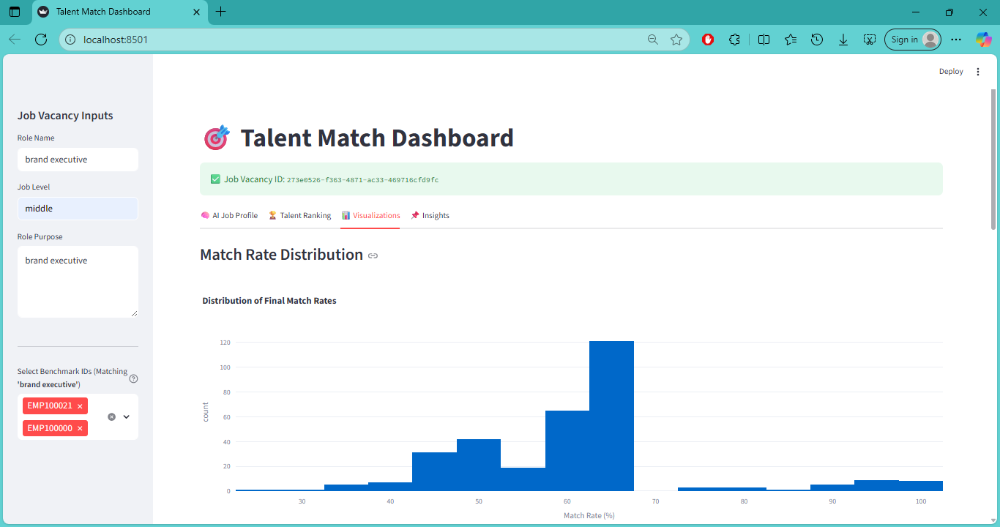 Talent Match Dashboard
localhost:8501
Sign in
Deploy
Job Vacancy Inputs
Role Name
brand executive
Job Level
middle
Role Purpose
brand executive
Select Benchmark IDs (Matching
'brand executive')
EMP100021
EMP100000
Talent Match Dashboard
Job Vacancy ID: 273e0526-f363-4871-ac33-469716cfd9fc
AI Job Profile Talent Ranking Visualizations Insights
Match Rate Distribution
Distribution of Final Match Rates
count
120
100
80
60
40
20
0
30 40 50 60 70 80 90 100
Match Rate (%)